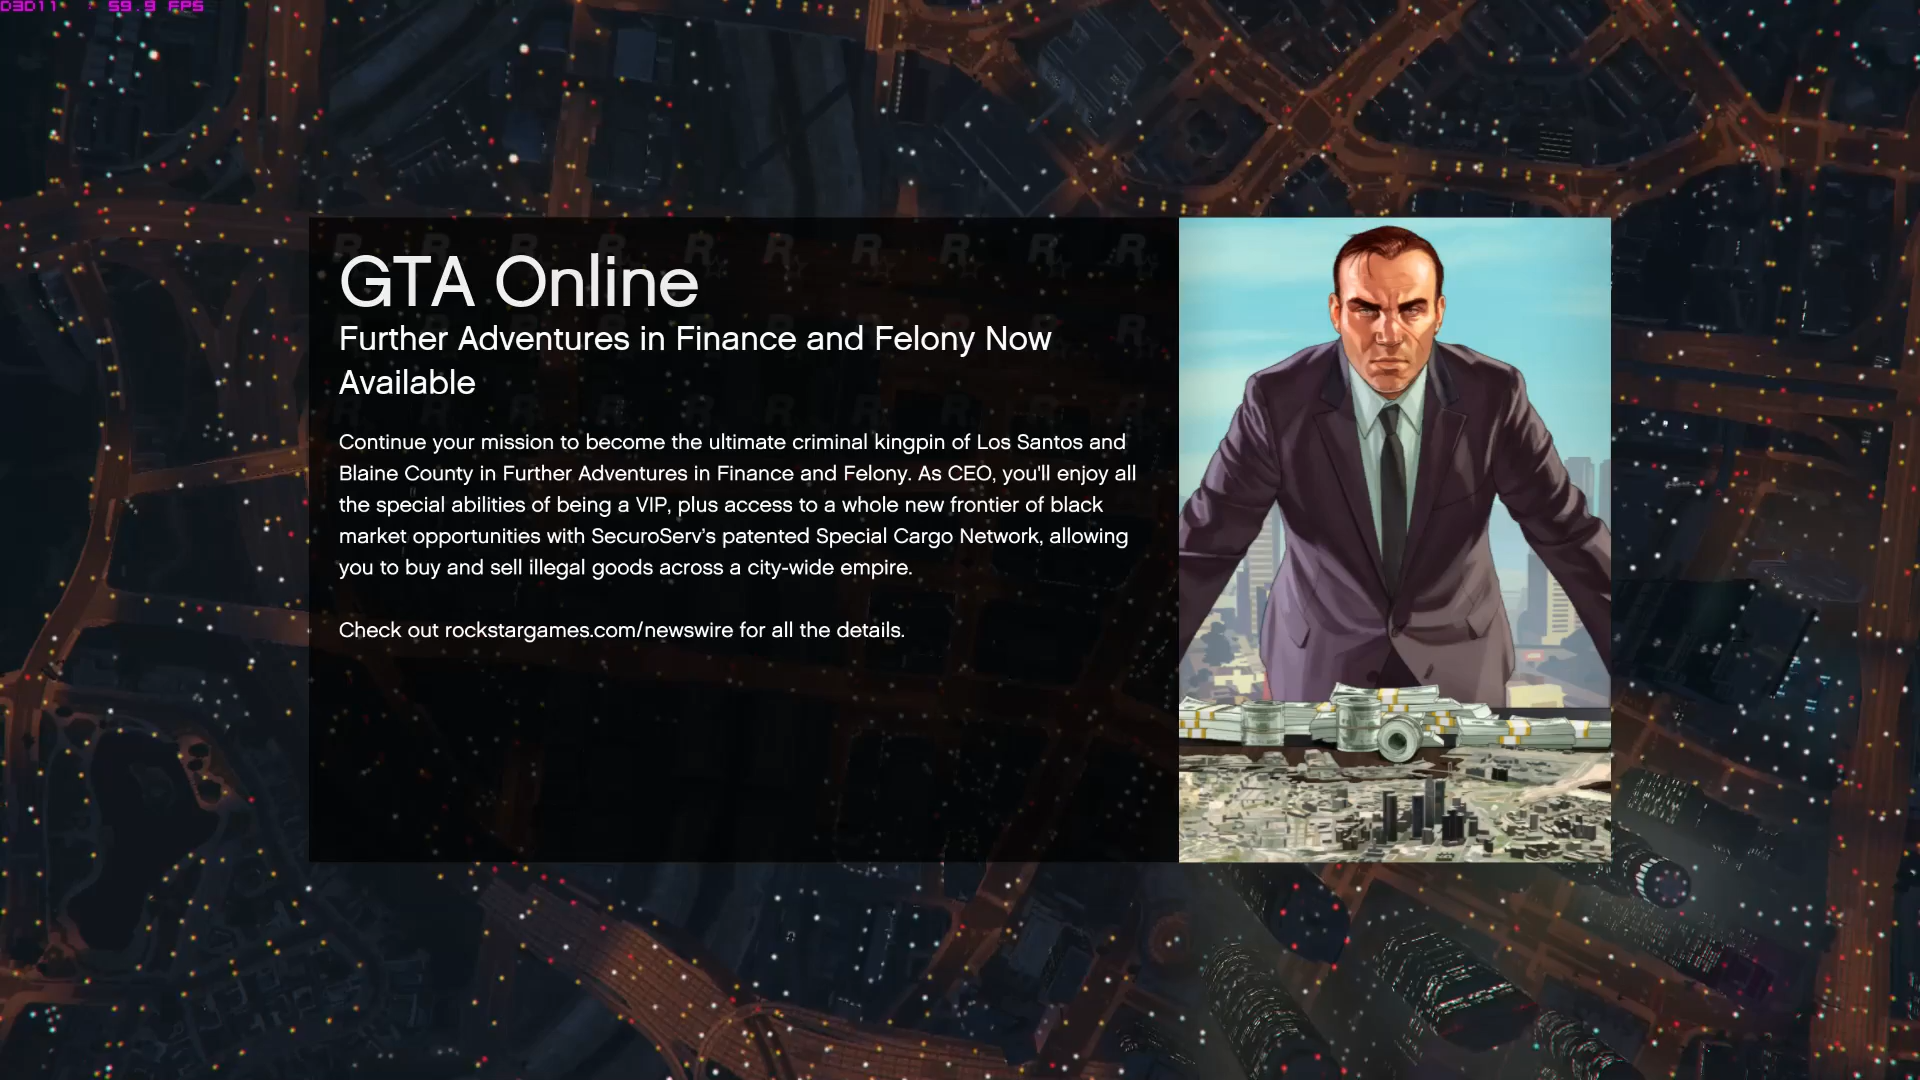 D3D11 59.9 FPS
GTA Online
Further Adventures in Finance and Felony Now
Available
Continue your mission to become the ultimate criminal kingpin of Los Santos and
Blaine County in Further Adventures in Finance and Felony. As CEO, you'll enjoy all
the special abilities of being a VIP, plus access to a whole new frontier of black
market opportunities with SecuroServ's patented Special Cargo Network, allowing
you to buy and sell illegal goods across a city-wide empire.
Check out rockstargames.com/newswire for all the details.